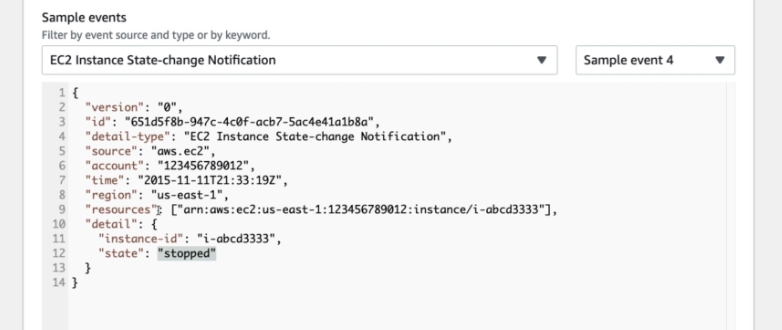 Sample events
Filter by event source and type or by keyword.
EC2 Instance State-change Notification
Sample event 4
1 {
2 "version": "0",
3 "id": "651d5f8b-947c-4c0f-acb7-5ac4e41a1b8a",
4 "detail-type": "EC2 Instance State-change Notification",
5 "source": "aws.ec2",
6 "account": "123456789012",
7 "time": "2015-11-11T21:33:19Z",
8 "region": "us-east-1",
9 "resources": ["arn:aws:ec2:us-east-1:123456789012:instance/i-abcd3333"],
10 "detail": {
11 "instance-id": "i-abcd3333",
12 "state": "stopped"
13 }
14 }